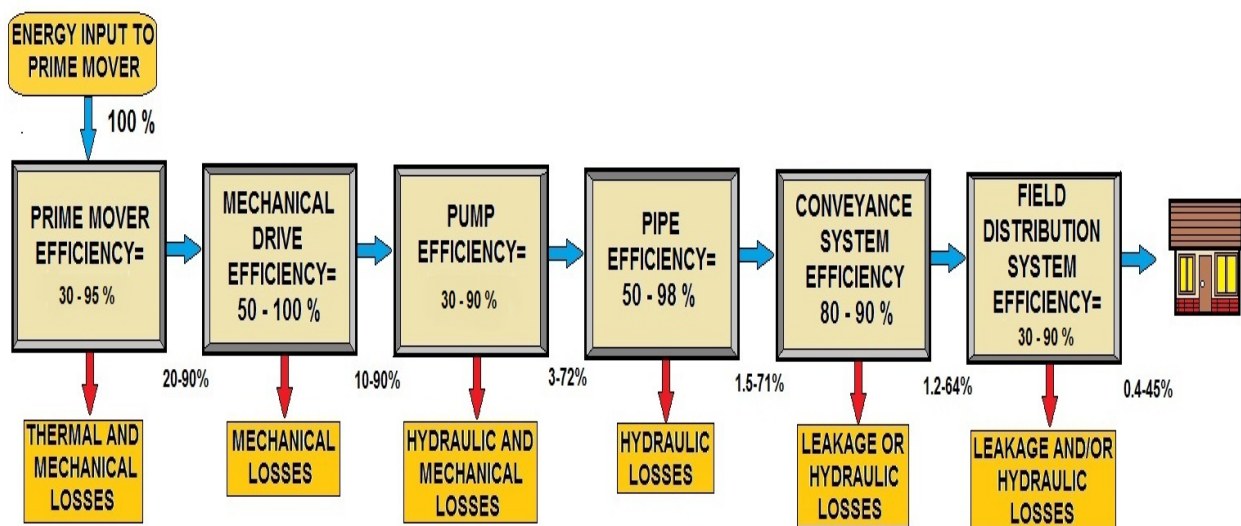 ENERGY INPUT TO
PRIME MOVER
100 %
PRIME MOVER
EFFICIENCY=
30 - 95 %
MECHANICAL
DRIVE
EFFICIENCY=
50 - 100 %
PUMP
EFFICIENCY=
30 - 90 %
PIPE
EFFICIENCY=
50 - 98 %
CONVEYANCE
SYSTEM
EFFICIENCY
80 - 90 %
FIELD
DISTRIBUTION
SYSTEM
EFFICIENCY=
30 - 90 %
20-90%
10-90%
3-72%
1.5-71%
1.2-64%
0.4-45%
THERMAL AND
MECHANICAL
LOSSES
MECHANICAL
LOSSES
HYDRAULIC AND
MECHANICAL
LOSSES
HYDRAULIC
LOSSES
LEAKAGE OR
HYDRAULIC
LOSSES
LEAKAGE AND/OR
HYDRAULIC
LOSSES